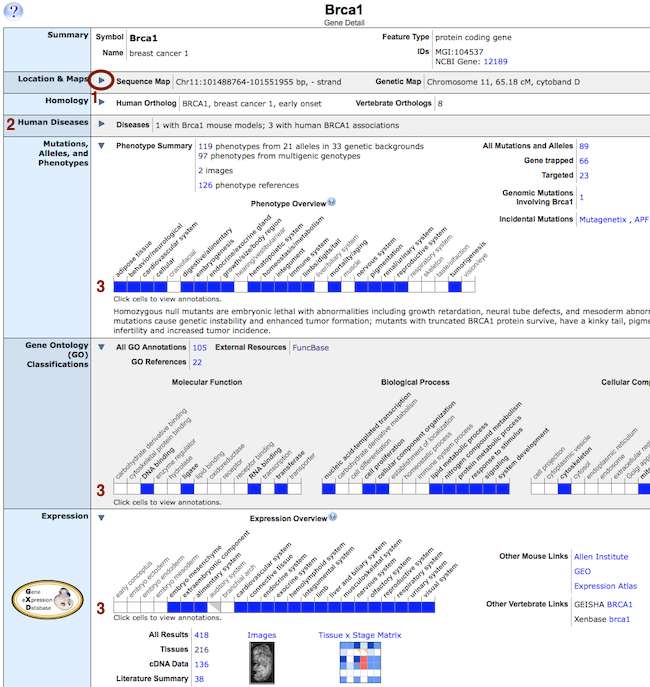 ?
Brca1
Gene Detail
Summary
Symbol Brca1
Name breast cancer 1
Feature Type protein coding gene
IDs MGI:104537
NCBI Gene: 12189
Location & Maps
Sequence Map Chr11:101488764-101551955 bp, - strand
Genetic Map Chromosome 11, 65.18 cM, cytoband D
1
Homology
Human Ortholog BRCA1, breast cancer 1, early onset
Vertebrate Orthologs 8
2 Human Diseases
Diseases 1 with Brca1 mouse models; 3 with human BRCA1 associations
Mutations,
Alleles, and
Phenotypes
Phenotype Summary 119 phenotypes from 21 alleles in 33 genetic backgrounds
97 phenotypes from multigenic genotypes
2 images
126 phenotype references
All Mutations and Alleles 89
Gene trapped 66
Targeted 23
Genomic Mutations
Involving Brca1 1
Incidental Mutations Mutagenetix , APF
Phenotype Overview ?
adipose tissue
behavior/neurological
cardiovascular system
cellular
craniofacial
digestive/alimentary
embryogenesis
endocrine/exocrine gland
growth/size/body region
hearing/vestibular/ear
hematopoietic system
homeostasis/metabolism
integument
immune system
limbs/digits/tail
liver/biliary system
mortality/aging
muscle
nervous system
pigmentation
renal/urinary system
reproductive system
respiratory system
skeleton
taste/olfaction
tumorigenesis
vision/eye
3
Click cells to view annotations.
Homozygous null mutants are embryonic lethal with abnormalities including growth retardation, neural tube defects, and mesoderm abnorm
mutations cause genetic instability and enhanced tumor formation; mutants with truncated BRCA1 protein survive, have a kinky tail, pigme
infertility and increased tumor incidence.
Gene Ontology
(GO)
Classifications
All GO Annotations 105 External Resources FuncBase
GO References 22
Molecular Function
Biological Process
Cellular Comp
carbohydrate derivative binding
cytoskeletal protein binding
DNA binding
enzyme regulator
hydrolase
ligase
lipid binding
oxidoreductase
receptor
receptor binding
RNA binding
transcription
transferase
transporter
nucleic acid-templated transcription
carbohydrate derivative metabolism
cell differentiation
cell proliferation
cellular component organization
establishment of localization
homeostatic process
immune system process
lipid metabolic process
nitrogen compound metabolism
protein metabolic process
response to stimulus
signaling
system development
cell projection
cytoplasmic vesicle
cytoskeleton
cytosol
endoplasmic reticulum
endosome
extracellular re
Golgi app
mito
3
Click cells to view annotations.
Expression
Expression Overview ?
early conceptus
embryo ectoderm
embryo endoderm
embryo mesoderm
embryo mesenchyme
extraembryonic component
alimentary system
auditory system
branchial arch
cardiovascular system
connective tissue
endocrine system
exocrine system
hemolymphoid system
integumental system
limb
liver and biliary system
musculoskeletal system
nervous system
olfactory system
reproductive system
respiratory system
urinary system
visual system
3
Gene
eXpression
Database
Other Mouse Links Allen Institute
GEO
Expression Atlas
Other Vertebrate Links GEISHA BRCA1
Xenbase brca1
All Results 418
Tissues 216
cDNA Data 136
Literature Summary 38
Images
Tissue x Stage Matrix